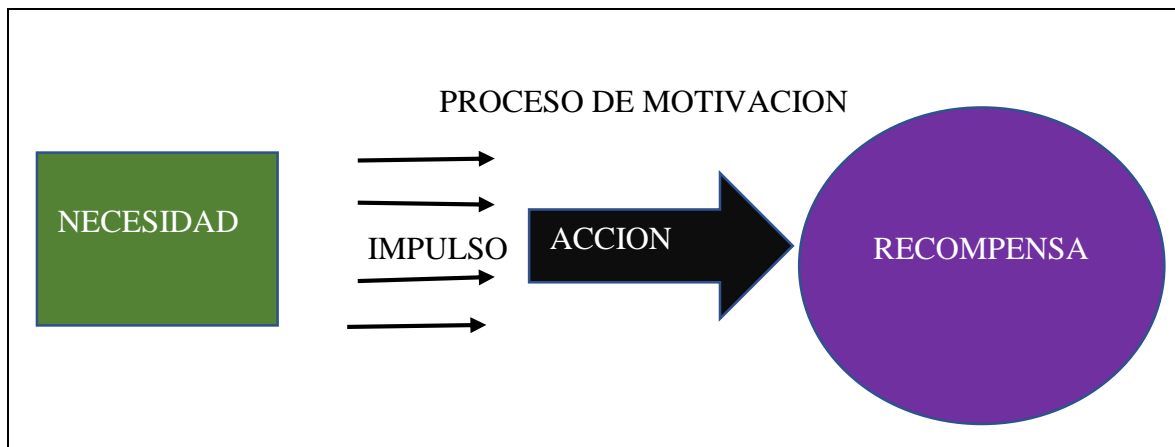 PROCESO DE MOTIVACION
NECESIDAD
IMPULSO
ACCION
RECOMPENSA